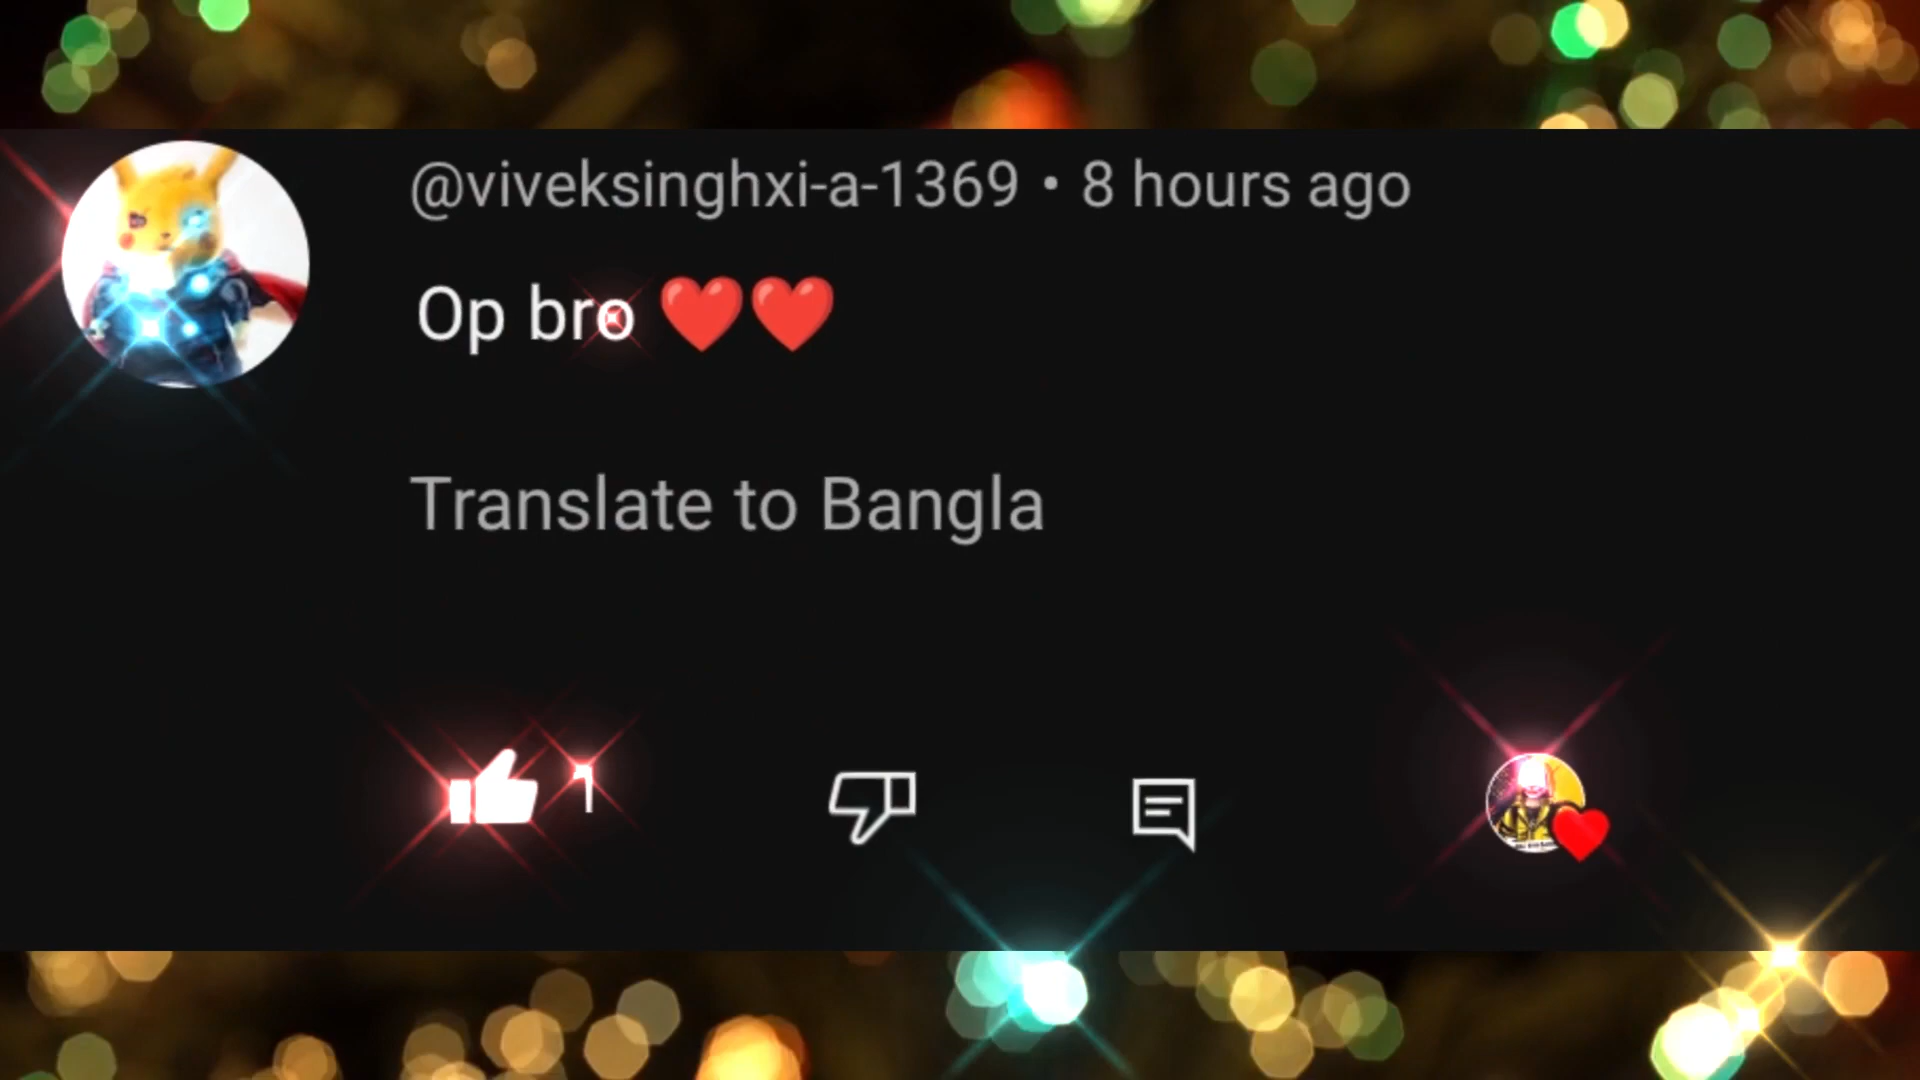 @viveksinghxi-a-1369 • 8 hours ago
Op bro ❤️❤️
Translate to Bangla
1